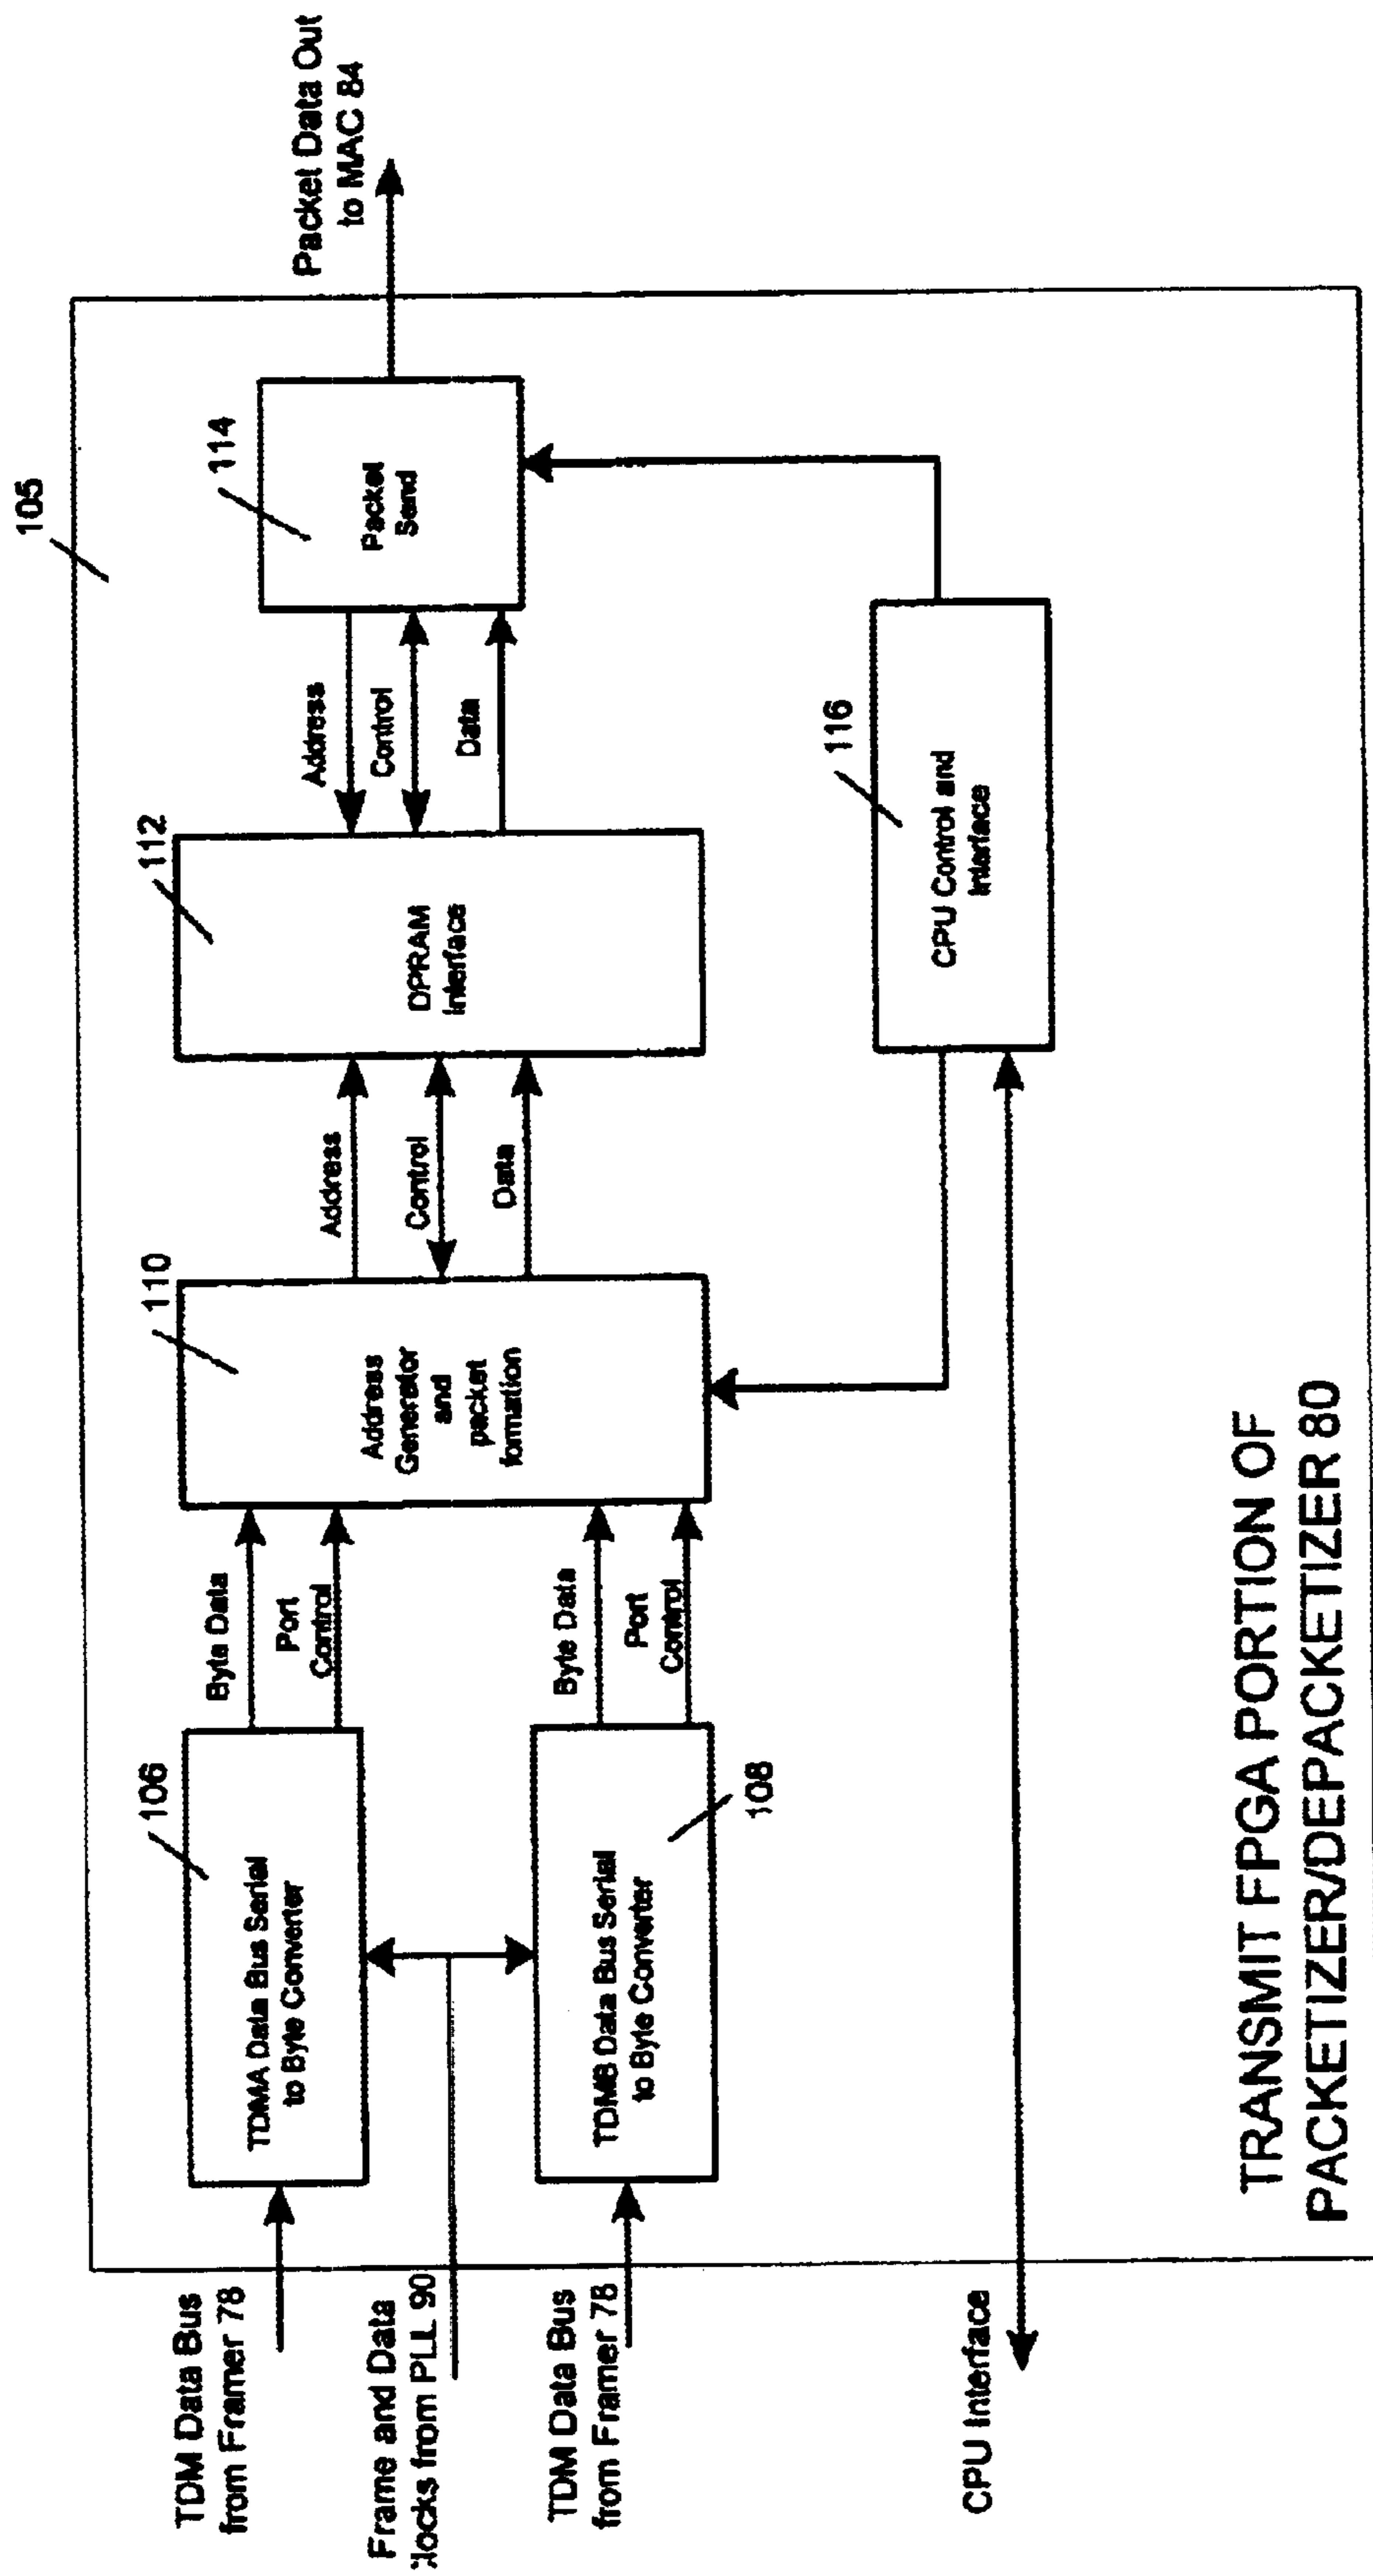 105
TDM Data Bus
from Framer 78
Frame and Data
locks from PLL 90
TDM Data Bus
from Framer 78
CPU Interface
106
TDMA Data Bus Serial
to Byte Converter
TDMB Data Bus Serial
to Byte Converter
108
Byte Data
Port
Control
Byte Data
Port
Control
110
Address
Generator
and
packet
formation
Address
Control
Data
112
DPRAM
Interface
Address
Control
Data
114
Packet
Send
Packet Data Out
to MAC 84
116
CPU Control and
Interface
TRANSMIT FPGA PORTION OF
PACKETIZER/DEPACKETIZER 80